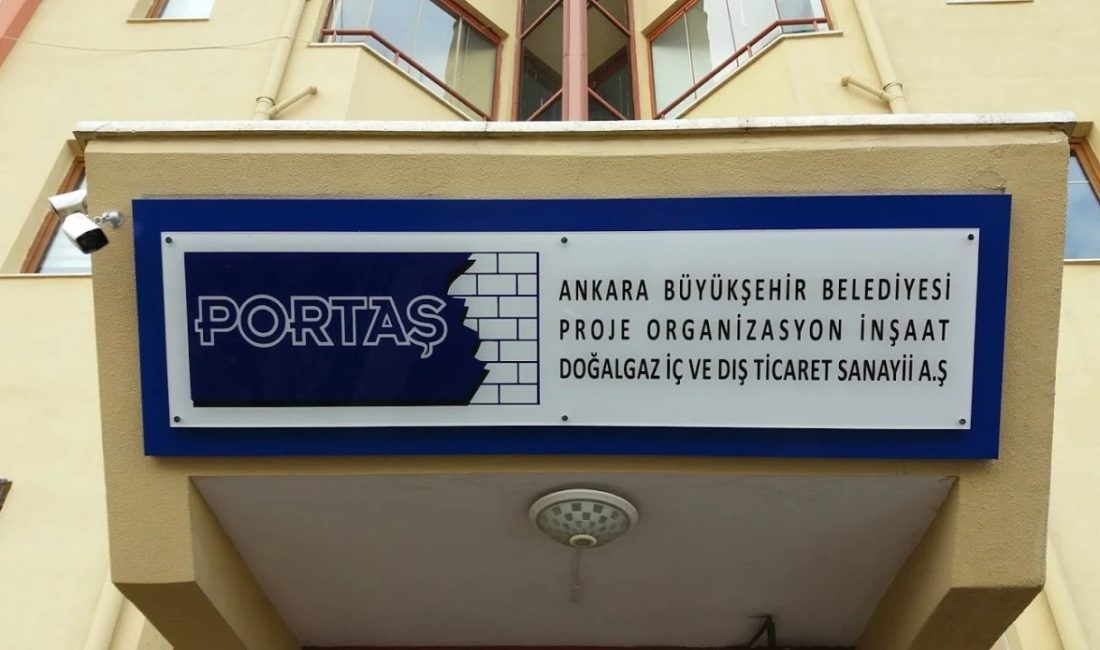 PORTAŞ
ANKARA BÜYÜKŞEHİR BELEDİYESİ
PROJE ORGANİZASYON İNŞAAT
DOĞALGAZ İÇ VE DIŞ TİCARET SANAYİİ A.Ş